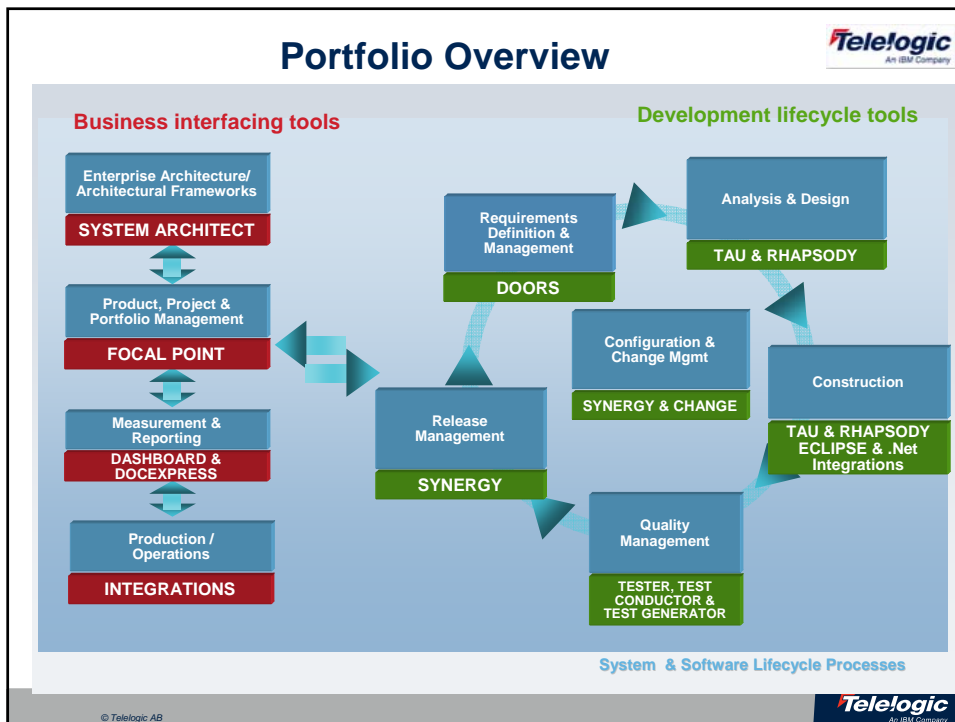 Portfolio Overview
Telelogic
An IBM Company
Business interfacing tools
Enterprise Architecture/
Architectural Frameworks
SYSTEM ARCHITECT
Product, Project &
Portfolio Management
FOCAL POINT
Measurement &
Reporting
DASHBOARD &
DOCEXPRESS
Production /
Operations
INTEGRATIONS
Development lifecycle tools
Requirements
Definition &
Management
DOORS
Analysis & Design
TAU & RHAPSODY
Configuration &
Change Mgmt
SYNERGY & CHANGE
Construction
TAU & RHAPSODY
ECLIPSE & .Net
Integrations
Release
Management
SYNERGY
Quality
Management
TESTER, TEST
CONDUCTOR &
TEST GENERATOR
System & Software Lifecycle Processes
© Telelogic AB
Telelogic
An IBM Company